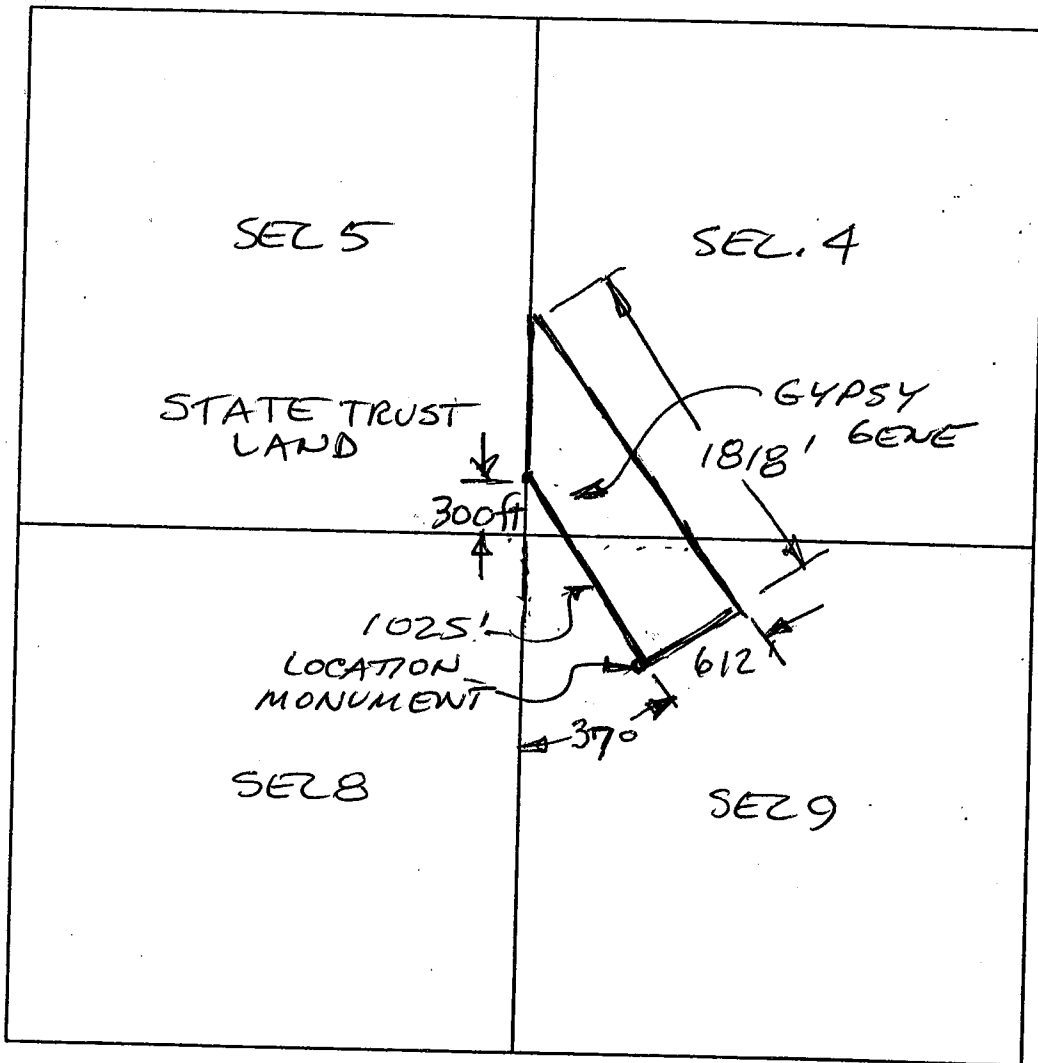 SEC 5
SEC. 4
STATE TRUST
LAND
GYPSY
GENE
1818'
300ft
1025'
LOCATION
MONUMENT
612
37°
SEC 8
SEC 9